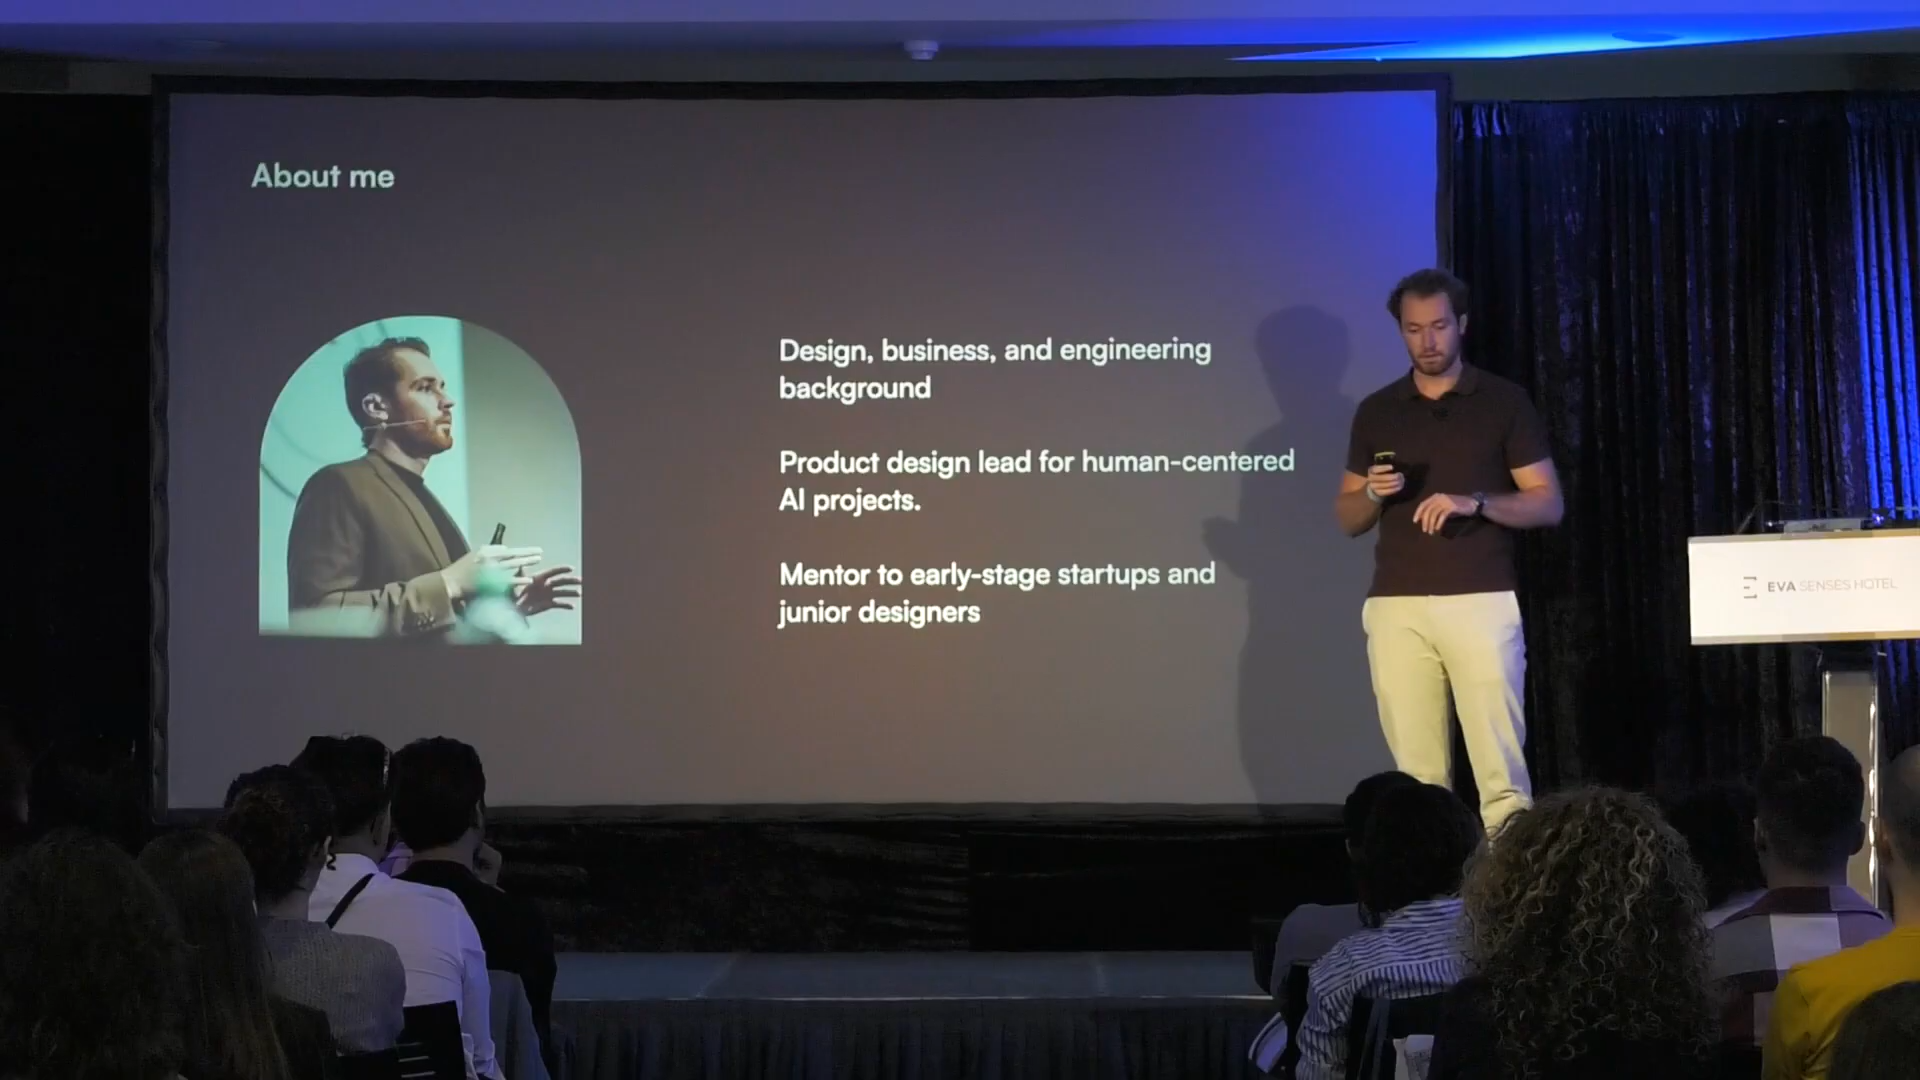 About me
Design, business, and engineering
background
Product design lead for human-centered
AI projects.
Mentor to early-stage startups and
junior designers
EVA SENSES HOTEL